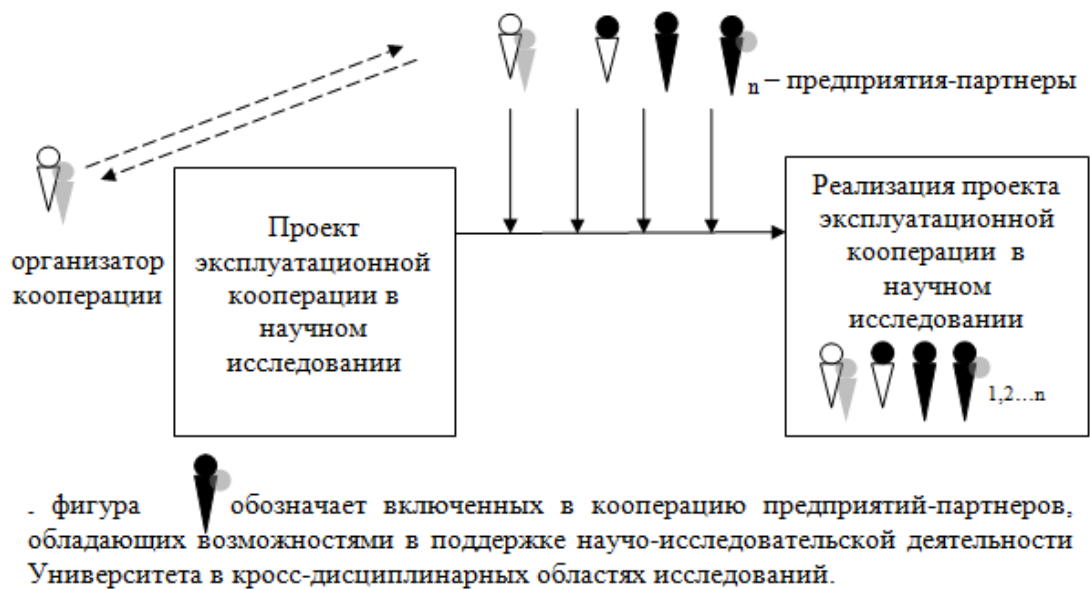 n – предприятия-партнеры
организатор
кооперации
Проект
эксплуатационной
кооперации в
научном
исследовании
Реализация проекта
эксплуатационной
кооперации в
научном
исследовании
1,2...n
- фигура обозначает включенных в кооперацию предприятий-партнеров,
обладающих возможностями в поддержке научо-исследовательской деятельности
Университета в кросс-дисциплинарных областях исследований.